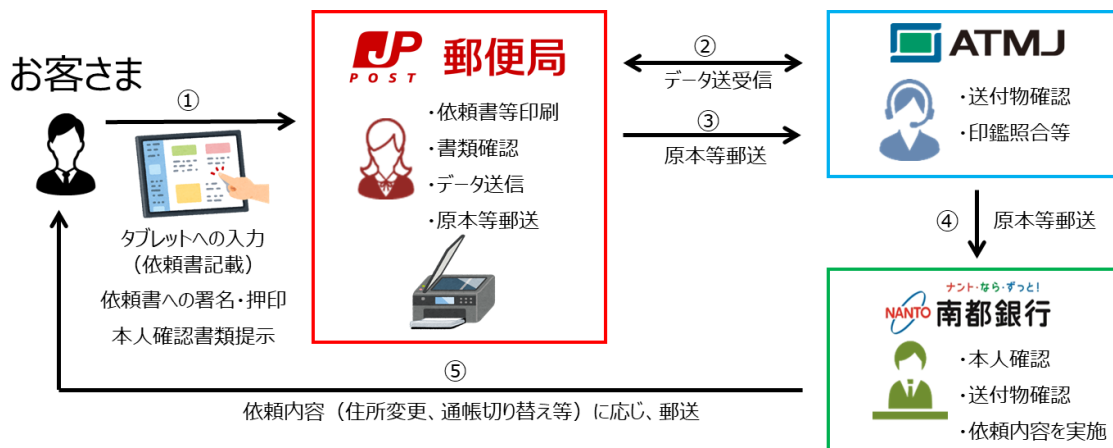 お客さま
①
タブレットへの入力
（依頼書記載）
依頼書への署名・押印
本人確認書類提示
JP
POST
郵便局
・依頼書等印刷
・書類確認
・データ送信
・原本等郵送
②
データ送受信
③
原本等郵送
ATMJ
・送付物確認
・印鑑照合等
④
原本等郵送
ナント・なら・ずっと！
NANTO 南都銀行
・本人確認
・送付物確認
・依頼内容を実施
⑤
依頼内容（住所変更、通帳切り替え等）に応じ、郵送